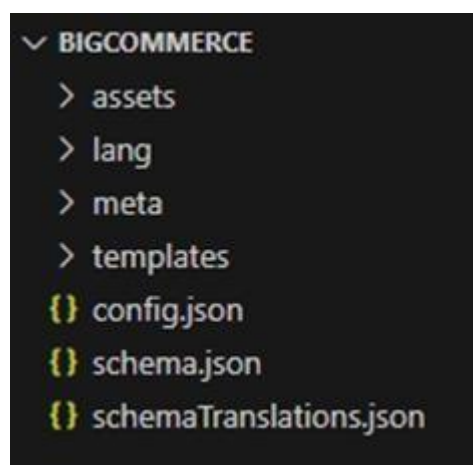 BIGCOMMERCE
assets
lang
meta
templates
{} config.json
{} schema.json
{} schemaTranslations.json